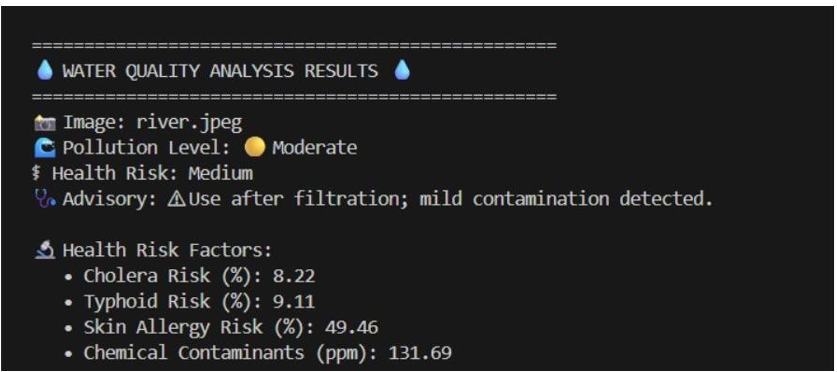 ==================================================
💧 WATER QUALITY ANALYSIS RESULTS 💧
==================================================
📸 Image: river.jpeg
🌊 Pollution Level: 🟡 Moderate
⚕ Health Risk: Medium
🩺 Advisory: ⚠Use after filtration; mild contamination detected.
🔬 Health Risk Factors:
• Cholera Risk (%): 8.22
• Typhoid Risk (%): 9.11
• Skin Allergy Risk (%): 49.46
• Chemical Contaminants (ppm): 131.69